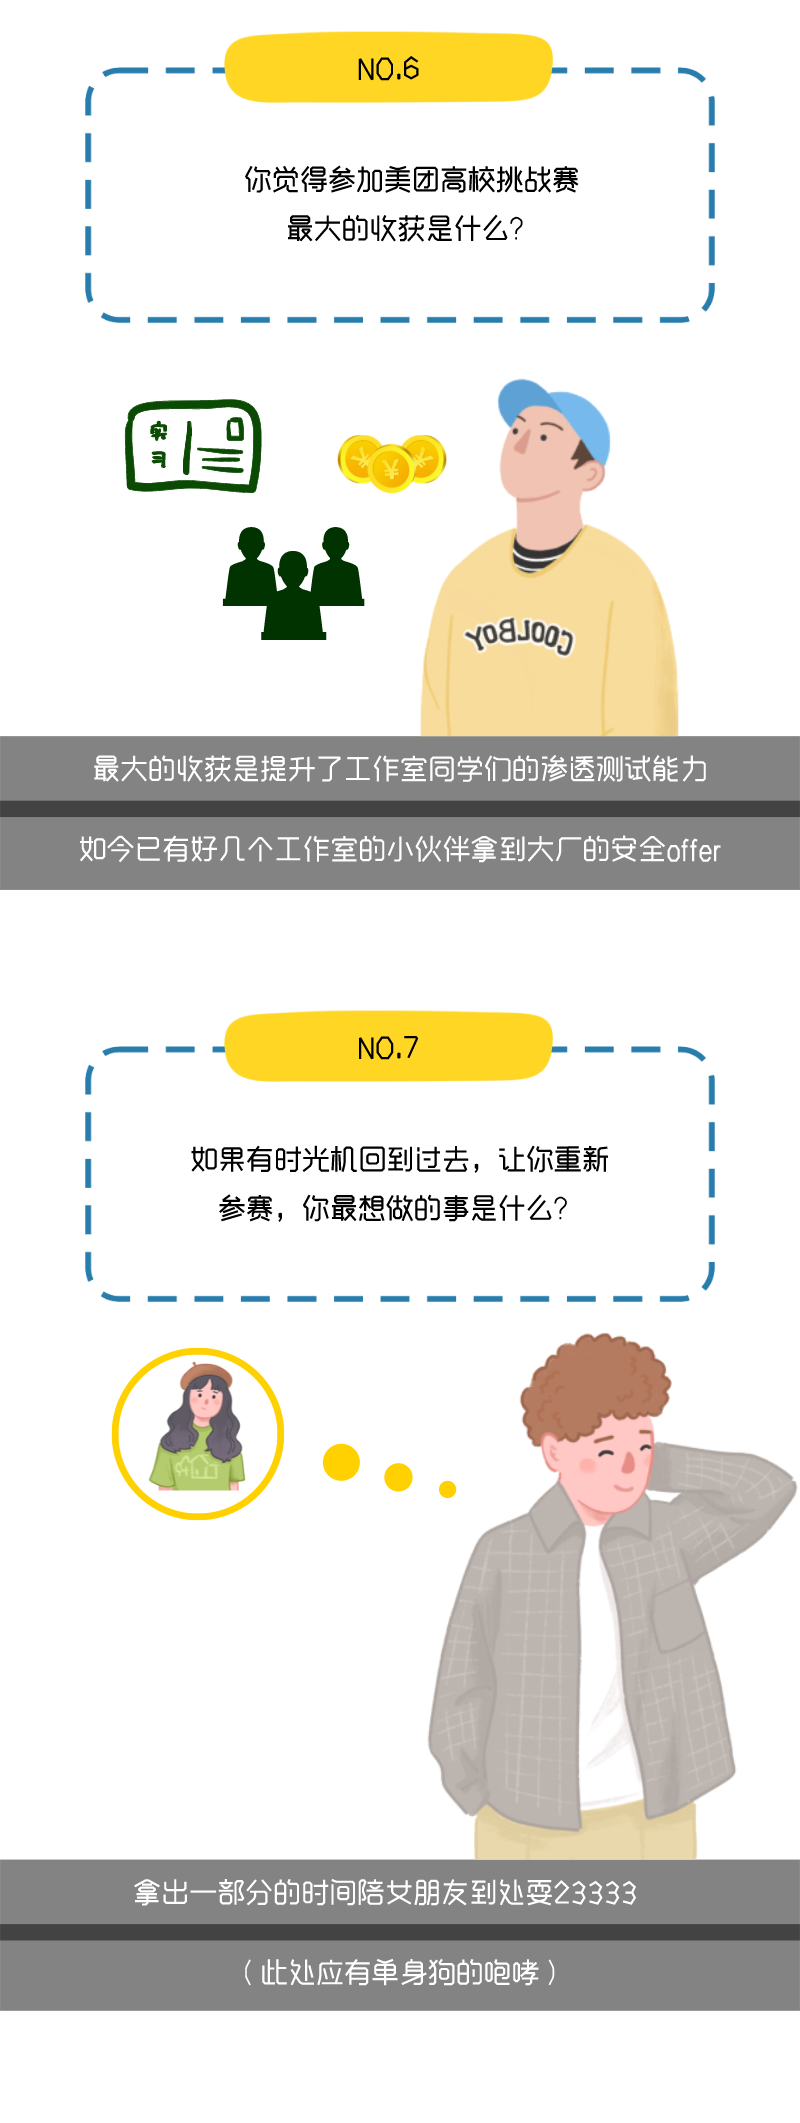 NO.6
你觉得参加美团高校挑战赛
最大的收获是什么?
实
习
COOLBOY
最大的收获是提升了工作室同学们的渗透测试能力
如今已有好几个工作室的小伙伴拿到大厂的安全offer
NO.7
如果有时光机回到过去，让你重新
参赛，你最想做的事是什么?
拿出一部分的时间陪女朋友到处耍23333
（此处应有单身狗的咆哮）